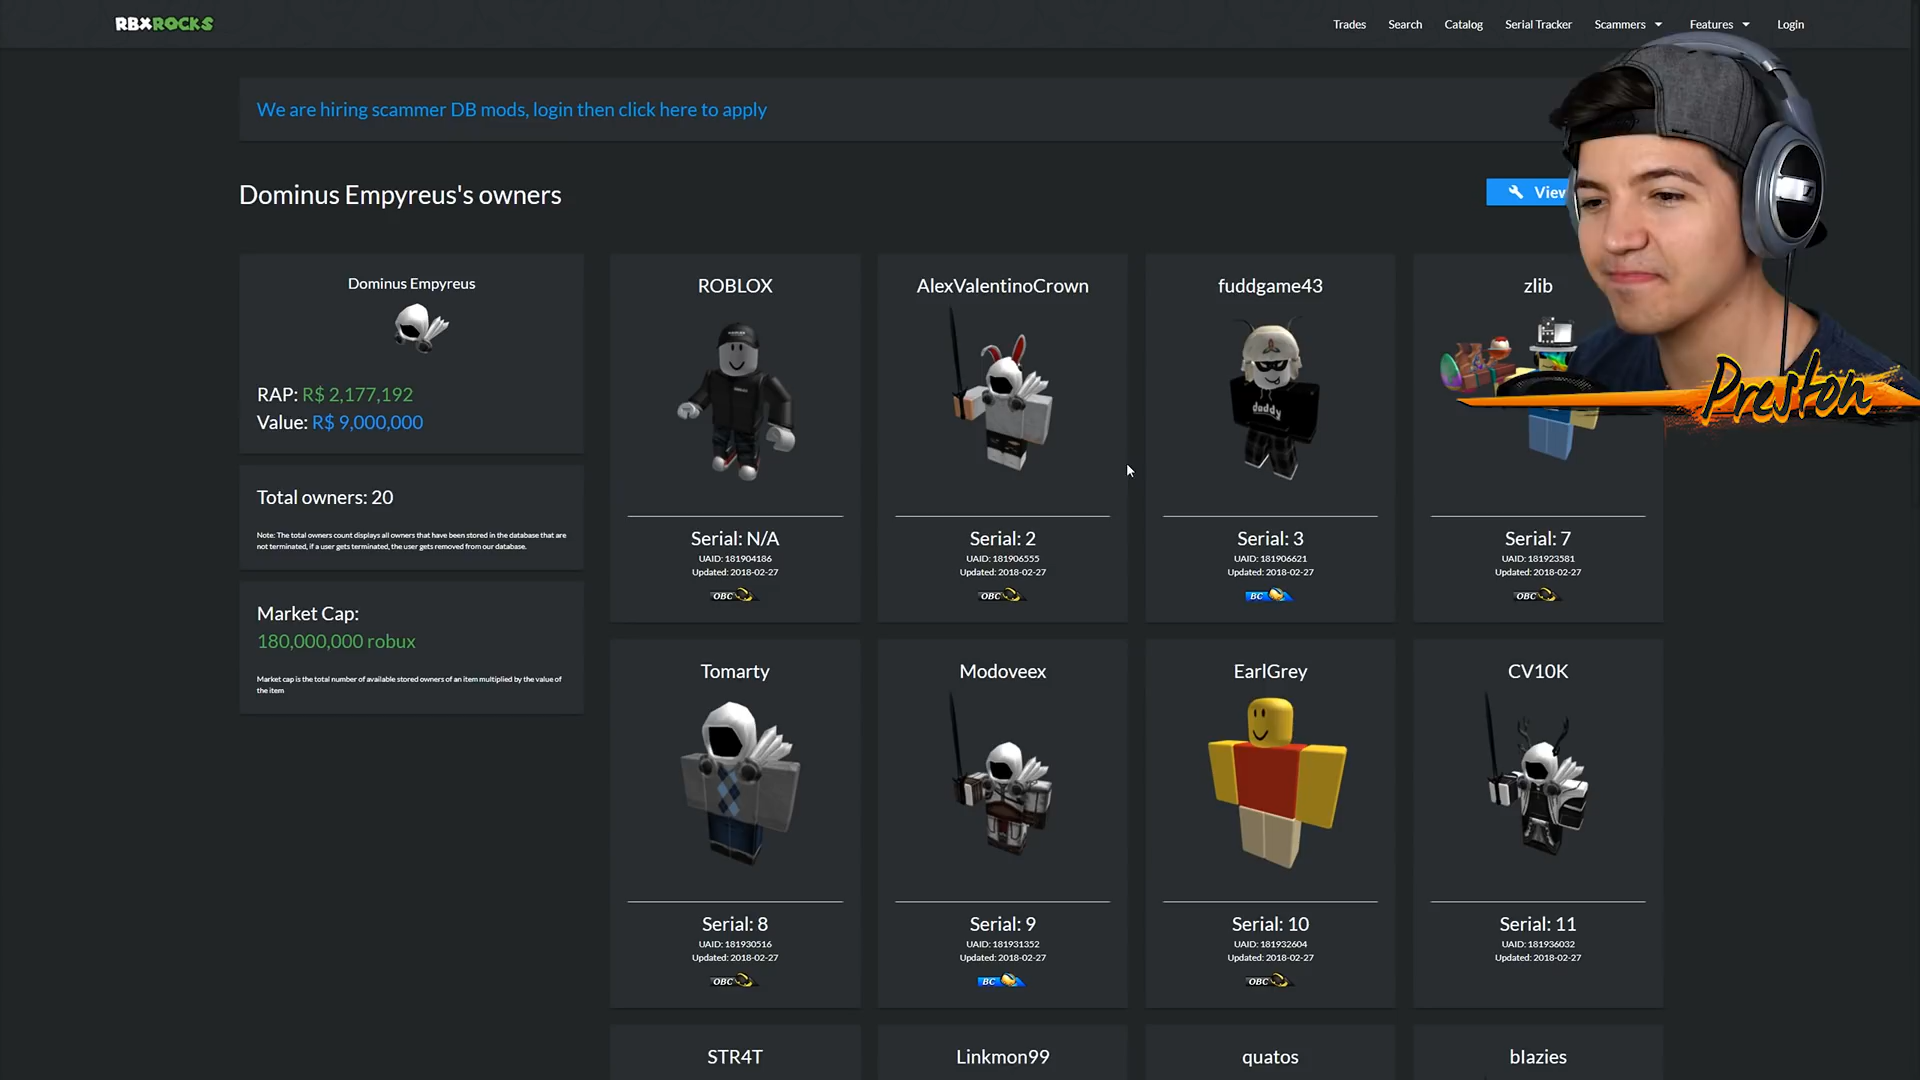 RBXROCKS
Trades
Search
Catalog
Serial Tracker
Scammers
Features
Login
We are hiring scammer DB mods, login then click here to apply
Dominus Empyreus's owners
View
Dominus Empyreus
RAP: R$ 2,177,192
Value: R$ 9,000,000
Total owners: 20
Note: The total owners count displays all owners that have been stored in the database that are
not terminated, if a user gets terminated, the user gets removed from our database.
Market Cap:
180,000,000 robux
Market cap is the total number of available stored owners of an item multiplied by the value of
the item
ROBLOX
Serial: N/A
UAID: 181904186
Updated: 2018-02-27
OBC
AlexValentinoCrown
Serial: 2
UAID: 181906555
Updated: 2018-02-27
OBC
fuddgame43
daddy
Serial: 3
UAID: 181906621
Updated: 2018-02-27
BC
zlib
Serial: 7
UAID: 181923581
Updated: 2018-02-27
OBC
Preston
Tomarty
Serial: 8
UAID: 181930516
Updated: 2018-02-27
OBC
Modoveex
Serial: 9
UAID: 181931352
Updated: 2018-02-27
BC
EarlGrey
Serial: 10
UAID: 181932604
Updated: 2018-02-27
OBC
CV10K
Serial: 11
UAID: 181936032
Updated: 2018-02-27
STR4T
Linkmon99
quatos
blazies